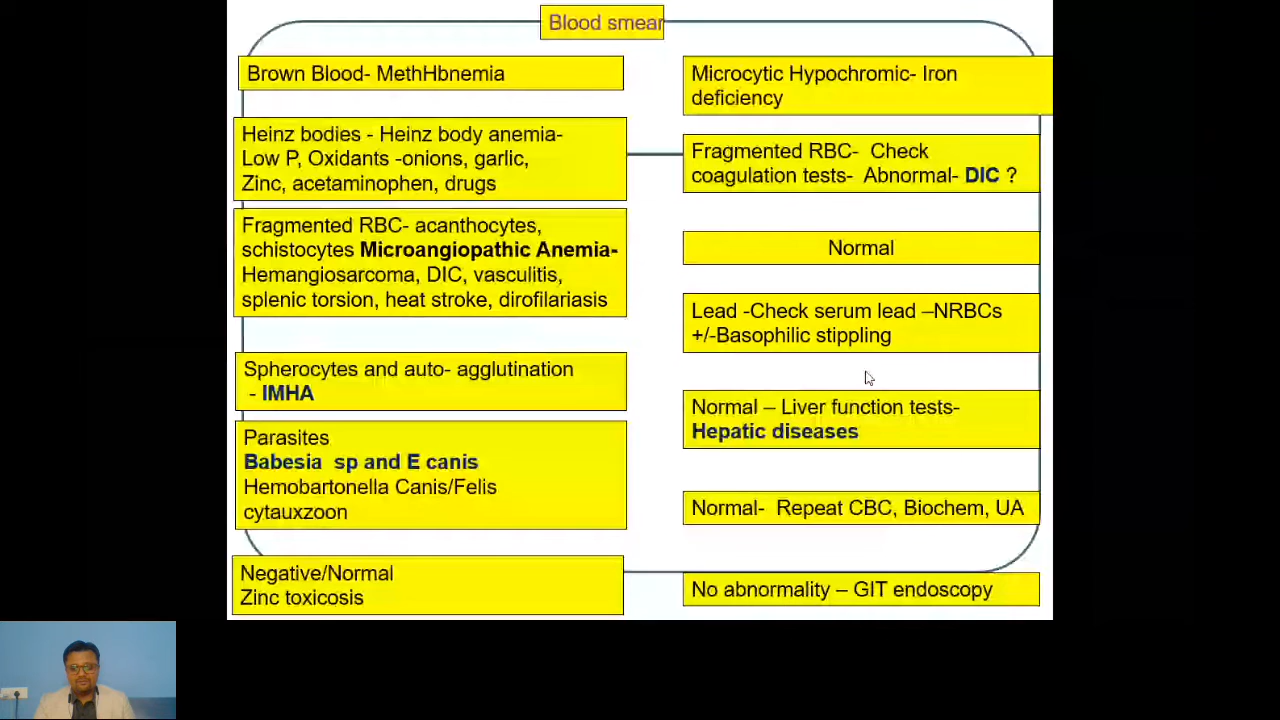 Blood smear
Brown Blood- MethHbnemia
Heinz bodies - Heinz body anemia-
Low P, Oxidants -onions, garlic,
Zinc, acetaminophen, drugs
Fragmented RBC- acanthocytes,
schistocytes Microangiopathic Anemia-
Hemangiosarcoma, DIC, vasculitis,
splenic torsion, heat stroke, dirofilariasis
Spherocytes and auto- agglutination
- IMHA
Parasites
Babesia sp and E canis
Hemobartonella Canis/Felis
cytauxzoon
Negative/Normal
Zinc toxicosis
Microcytic Hypochromic- Iron
deficiency
Fragmented RBC- Check
coagulation tests- Abnormal- DIC ?
Normal
Lead -Check serum lead –NRBCs
+/-Basophilic stippling
Normal – Liver function tests-
Hepatic diseases
Normal- Repeat CBC, Biochem, UA
No abnormality – GIT endoscopy